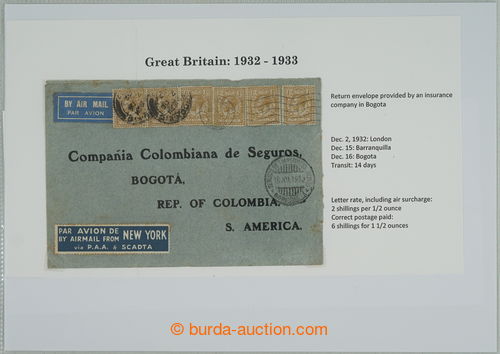 Great Britain: 1932 - 1933
BY AIR MAIL
PAR AVION
Compañia Colombiana de Seguros,
BOGOTÁ,
REP. OF COLOMBIA.
S. AMERICA.
PAR AVION DE
BY AIRMAIL FROM NEW YORK
via P.A.A. & SCADTA
Return envelope provided by an insurance
company in Bogota
Dec. 2, 1932: London
Dec. 15: Barranquilla
Dec. 16: Bogota
Transit: 14 days
Letter rate, including air surcharge:
2 shillings per 1/2 ounce
Correct postage paid:
6 shillings for 1 1/2 ounces
© burda-auction.com